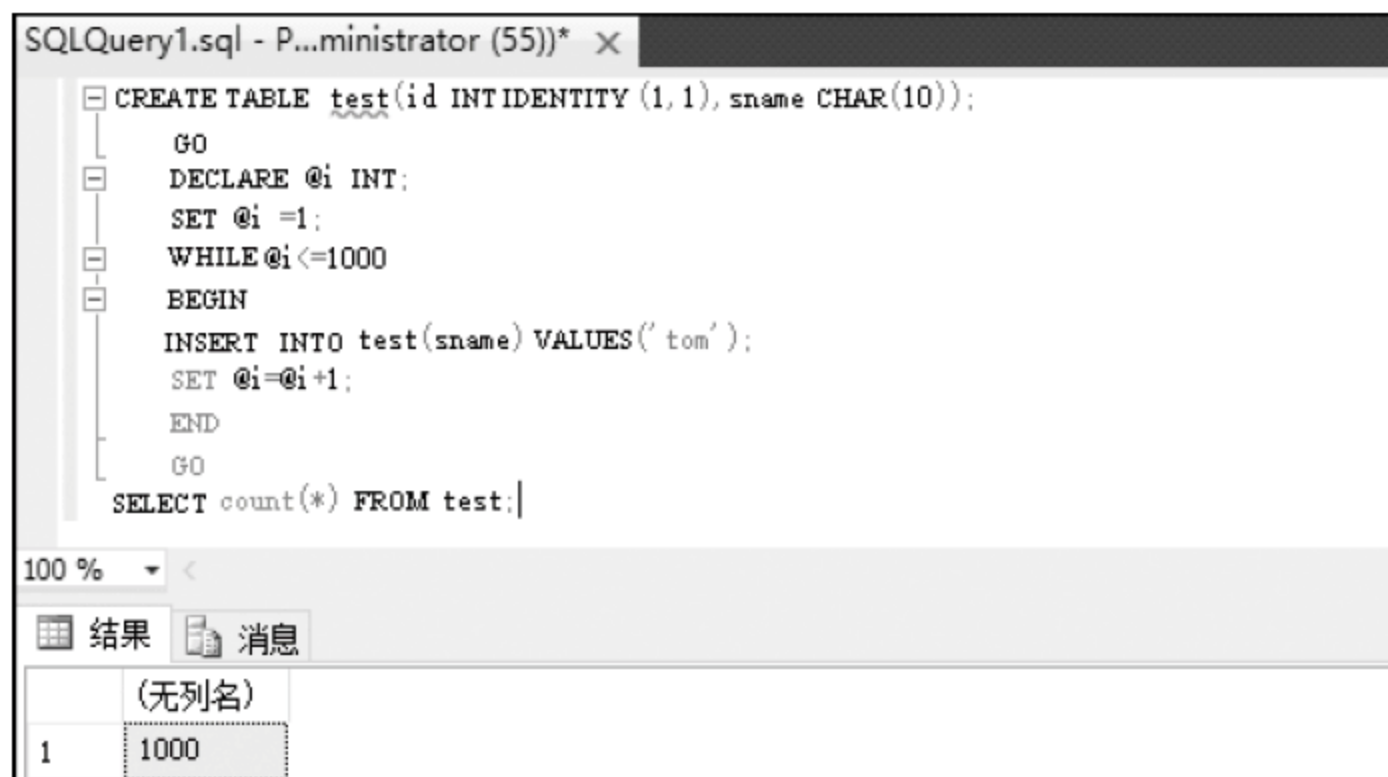 SQLQuery1.sql - P...ministrator (55))* ×
CREATE TABLE test(id INT IDENTITY (1,1),sname CHAR(10));
GO
DECLARE @i INT;
SET @i =1;
WHILE @i<=1000
BEGIN
INSERT INTO test(sname) VALUES('tom');
SET @i=@i+1;
END
GO
SELECT count(*) FROM test;
100 %
结果 消息
(无列名)
1 1000